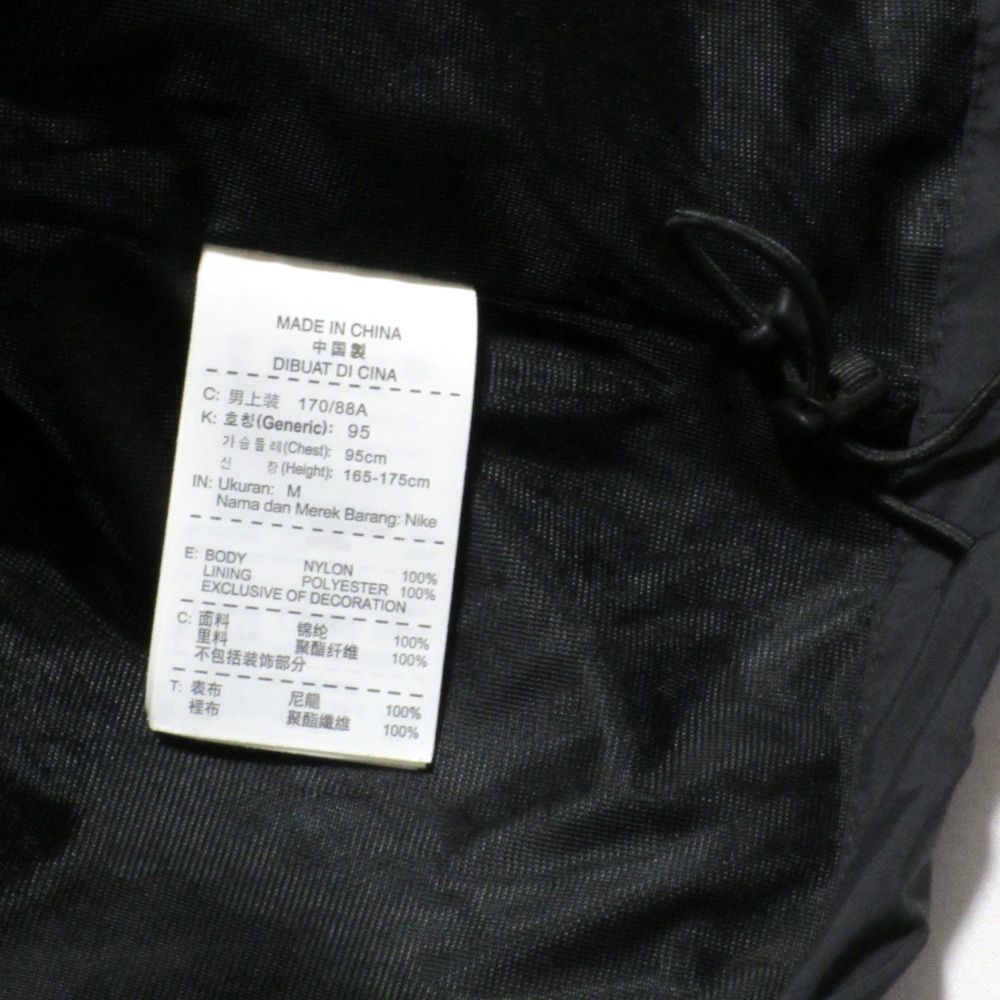 MADE IN CHINA
中国製
DIBUAT DI CINA
C: 男上装 170/88A
K: 호칭(Generic): 95
가슴둘레(Chest): 95cm
신 장(Height): 165-175cm
IN: Ukuran: M
Nama dan Merek Barang: Nike
E: BODY NYLON 100%
LINING POLYESTER 100%
EXCLUSIVE OF DECORATION
C: 面料 锦纶 100%
里料 聚酯纤维 100%
不包括装饰部分
T: 表布 尼龍 100%
裡布 聚酯纖維 100%